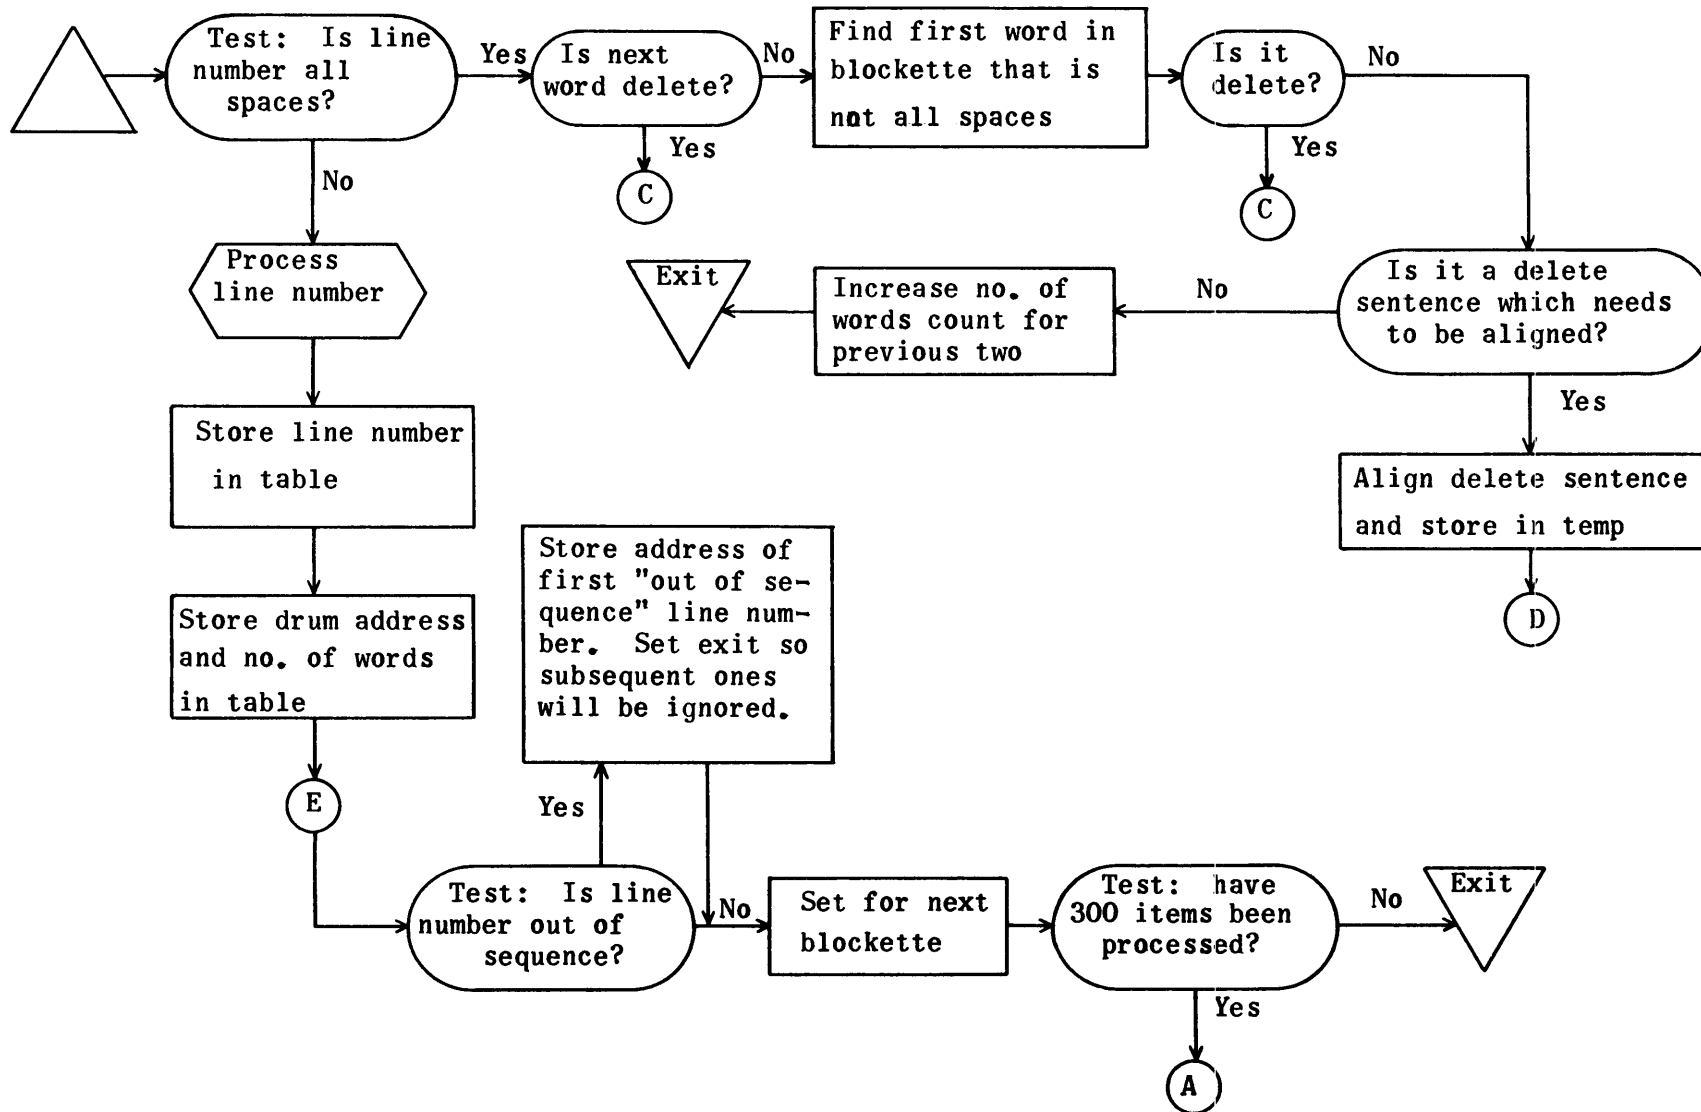 Test: Is line
number all
spaces?
Yes
Is next
word delete?
No
Find first word in
blockette that is
not all spaces
Is it
delete?
No
No
Yes
C
Yes
C
Process
line number
Exit
Increase no. of
words count for
previous two
No
Is it a delete
sentence which needs
to be aligned?
Yes
Store line number
in table
Align delete sentence
and store in temp
D
Store drum address
and no. of words
in table
Store address of
first "out of se-
quence" line num-
ber. Set exit so
subsequent ones
will be ignored.
E
Yes
Test: Is line
number out of
sequence?
No
Set for next
blockette
Test: have
300 items been
processed?
No
Exit
Yes
A